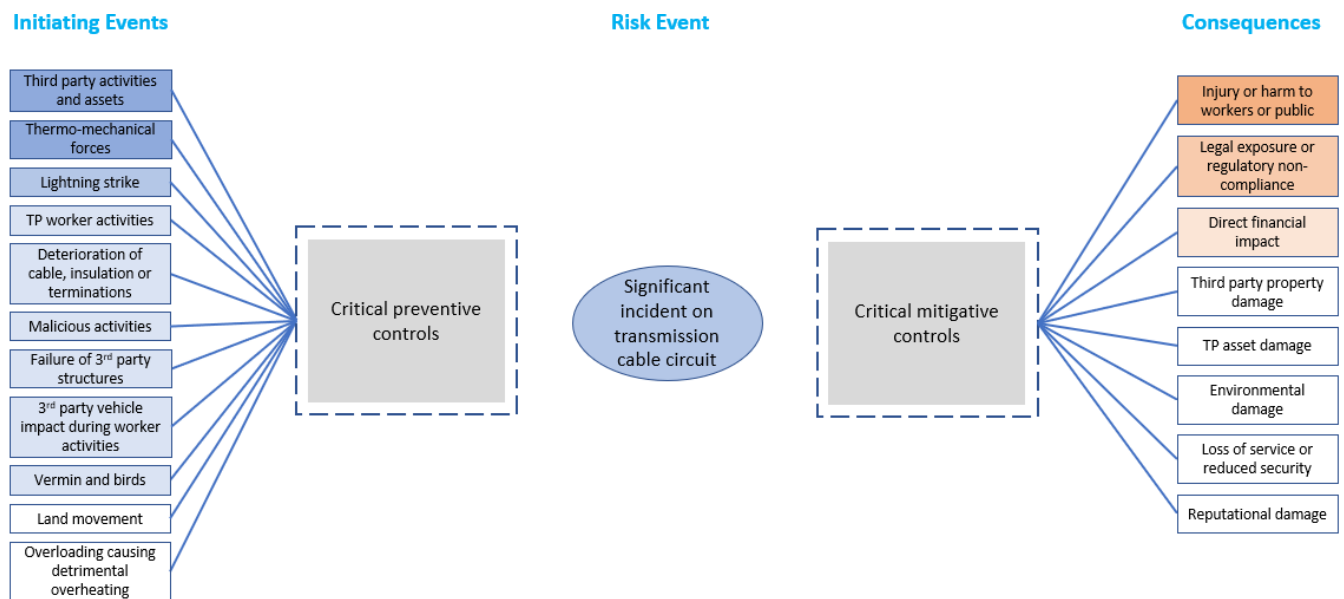 Initiating Events
Risk Event
Consequences
Third party activities
and assets
Thermo-mechanical
forces
Lightning strike
TP worker activities
Deterioration of
cable, insulation or
terminations
Malicious activities
Failure of 3rd party
structures
3rd party vehicle
impact during worker
activities
Vermin and birds
Land movement
Overloading causing
detrimental
overheating
Critical preventive
controls
Significant
incident on
transmission
cable circuit
Critical mitigative
controls
Injury or harm to
workers or public
Legal exposure or
regulatory non-
compliance
Direct financial
impact
Third party property
damage
TP asset damage
Environmental
damage
Loss of service or
reduced security
Reputational damage